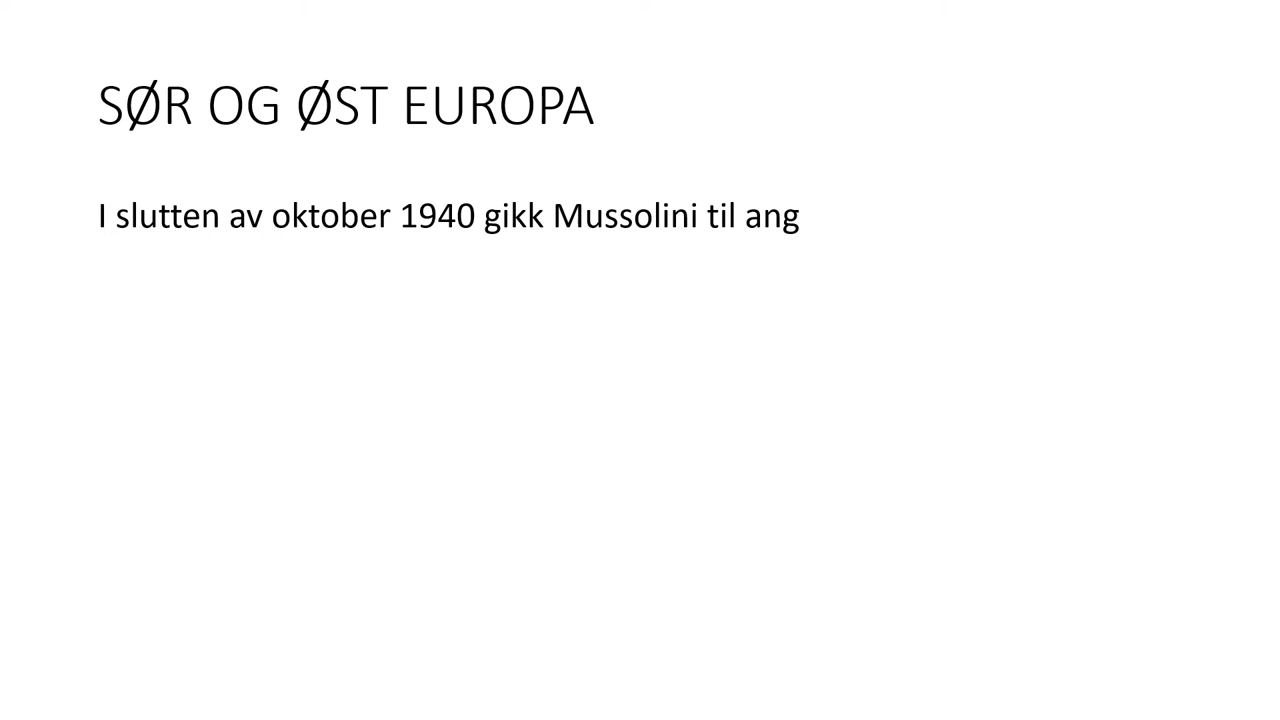 SØR OG ØST EUROPA
I slutten av oktober 1940 gikk Mussolini til ang